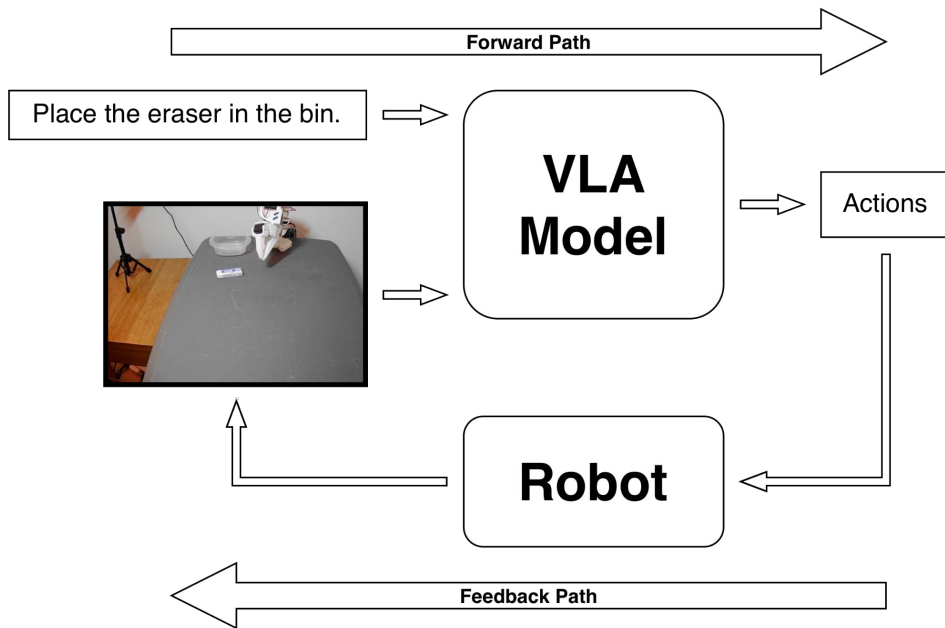 Forward Path
Place the eraser in the bin.
VLA
Model
Actions
Robot
Feedback Path